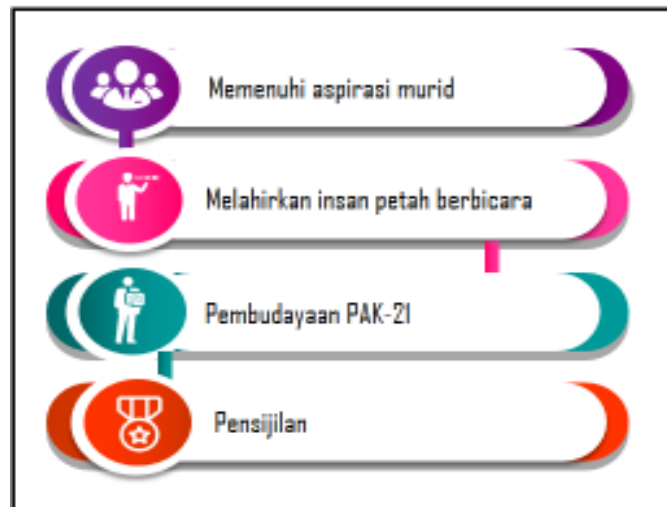 Memenuhi aspirasi murid
Melahirkan insan petah berbicara
Pembudayaan PAK-21
Pensijilan